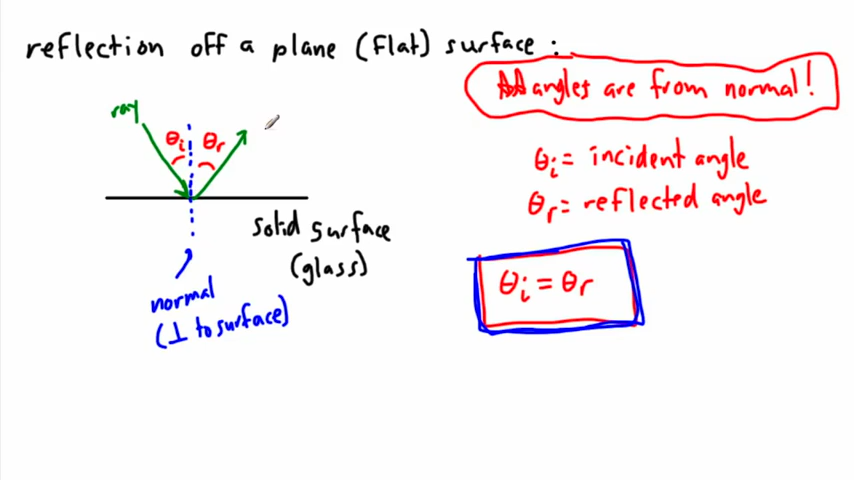 reflection off a plane (flat) surface:
All angles are from normal!
ray
θi θr
θi = incident angle
θr = reflected angle
solid surface
(glass)
θi = θr
normal
(⊥ to surface)